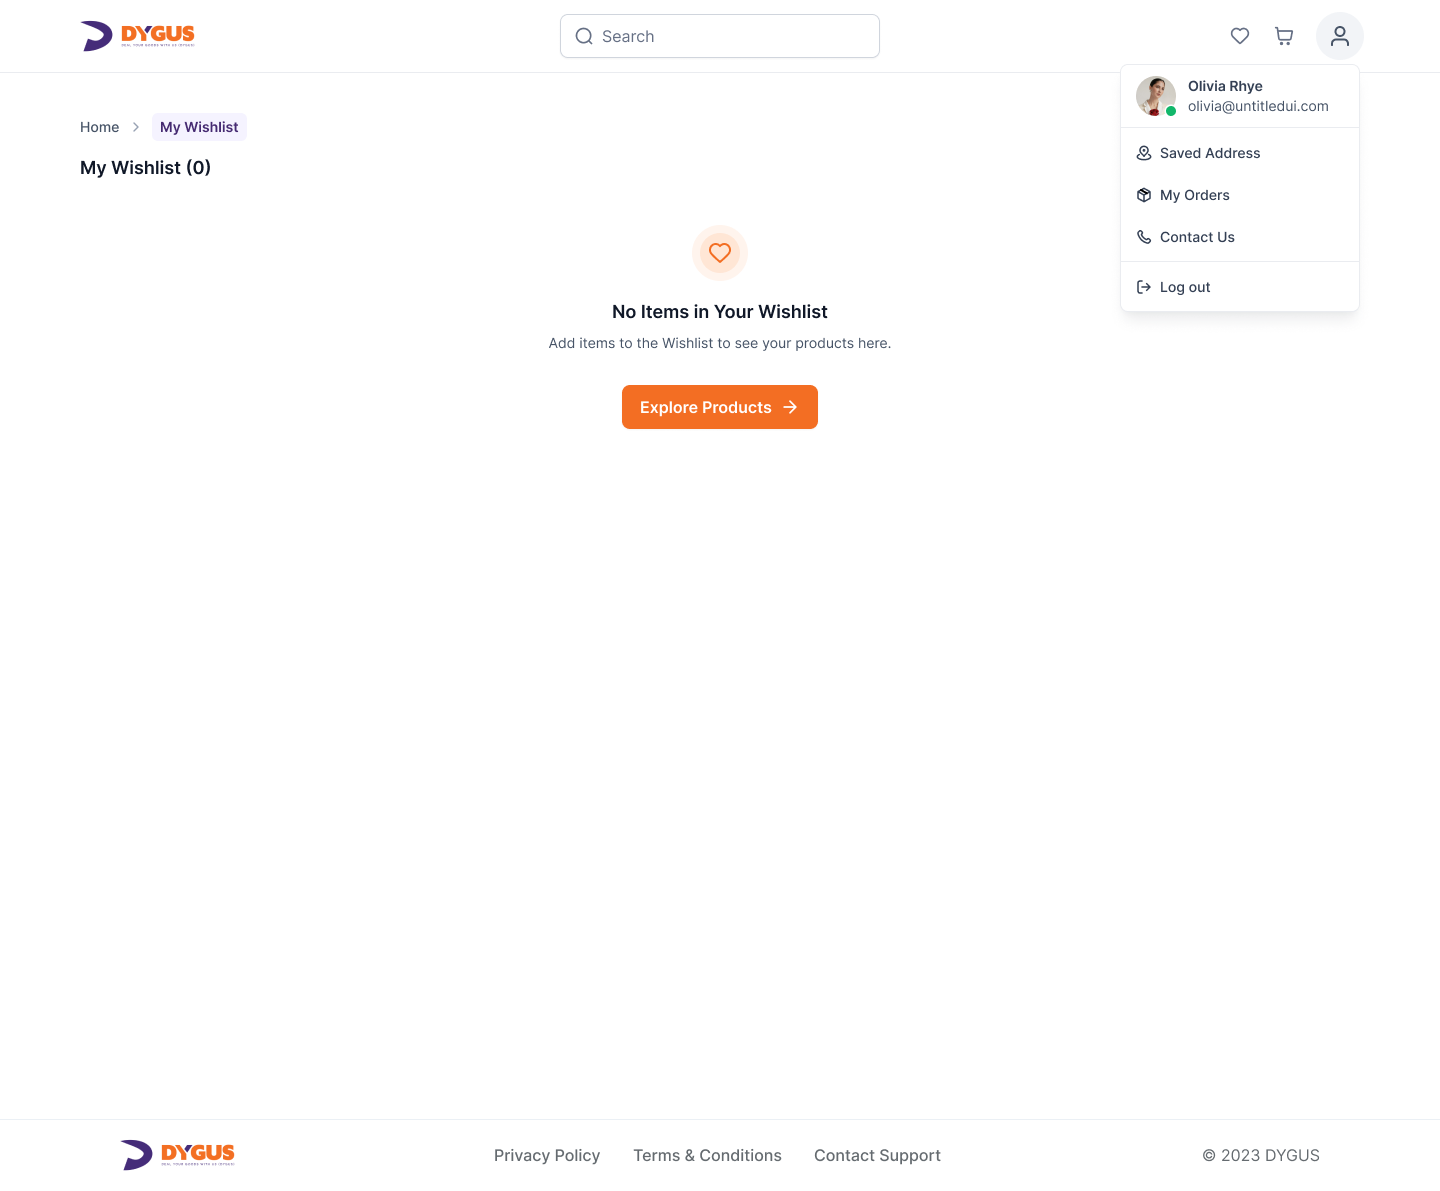 DYGUS
Search
Olivia Rhye
olivia@untitledui.com
Home
My Wishlist
Saved Address
My Wishlist (0)
My Orders
Contact Us
Log out
No Items in Your Wishlist
Add items to the Wishlist to see your products here.
Explore Products
DYGUS
Privacy Policy
Terms & Conditions
Contact Support
© 2023 DYGUS